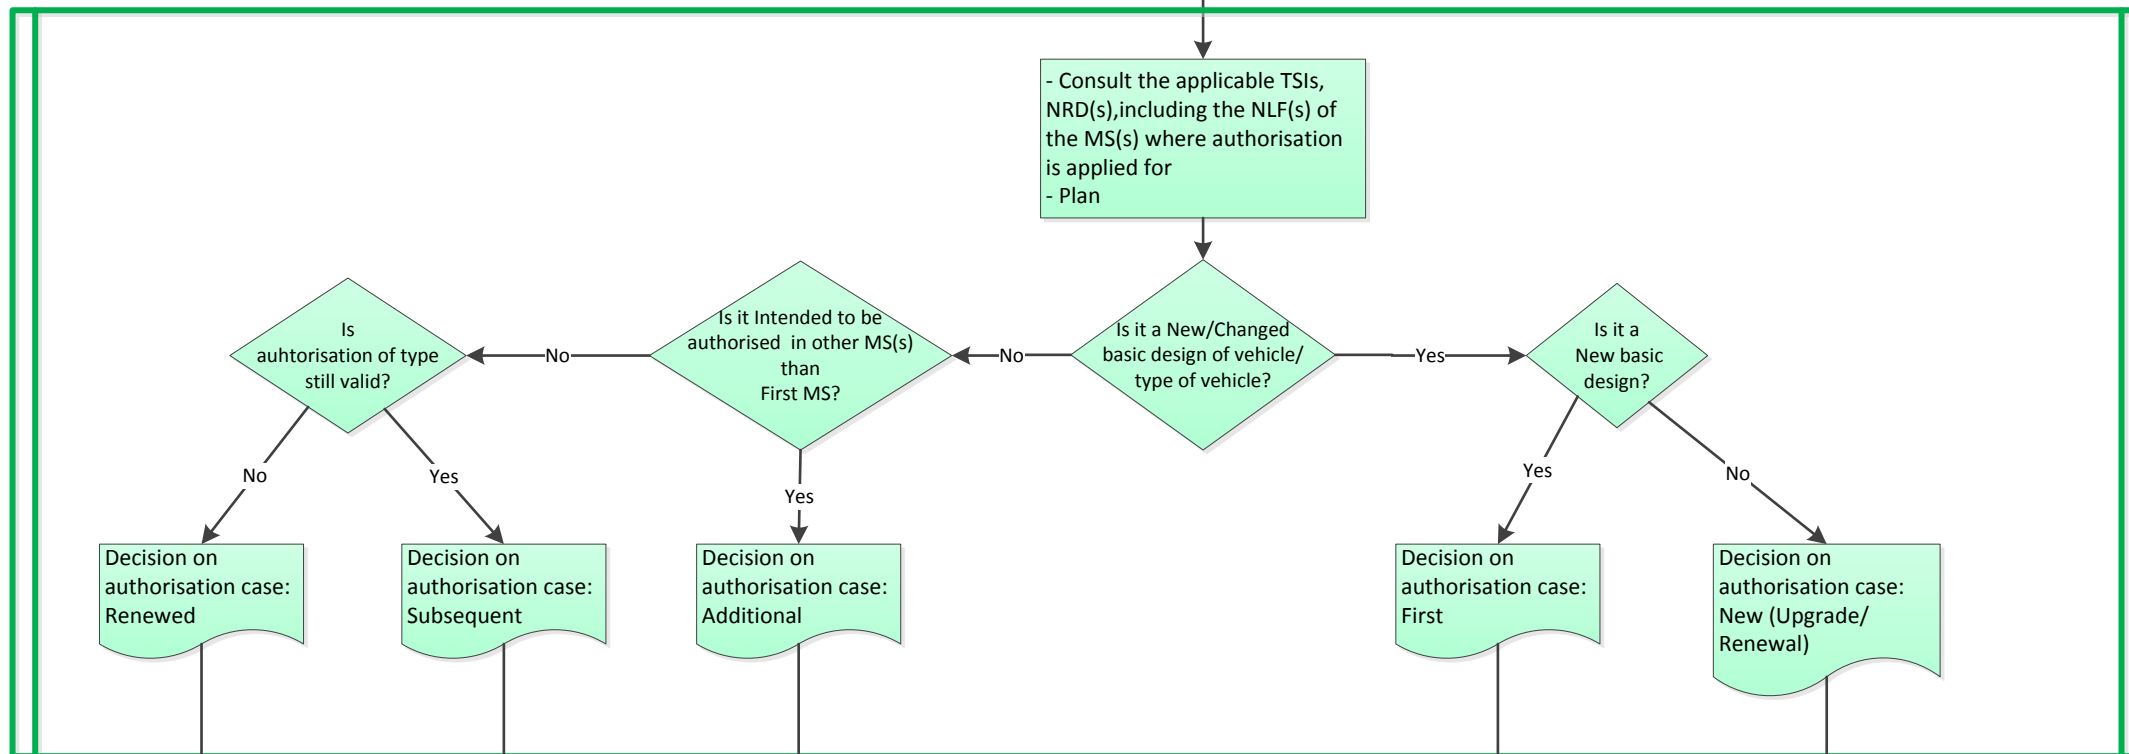 - Consult the applicable TSIs,
NRD(s),including the NLF(s) of
the MS(s) where authorisation
is applied for
- Plan
Is
auhtorisation of type
still valid?
No
Is it Intended to be
authorised in other MS(s)
than
First MS?
No
Is it a New/Changed
basic design of vehicle/
type of vehicle?
Yes
Is it a
New basic
design?
No
Yes
Yes
Yes
No
Decision on
authorisation case:
Renewed
Decision on
authorisation case:
Subsequent
Decision on
authorisation case:
Additional
Decision on
authorisation case:
First
Decision on
authorisation case:
New (Upgrade/
Renewal)